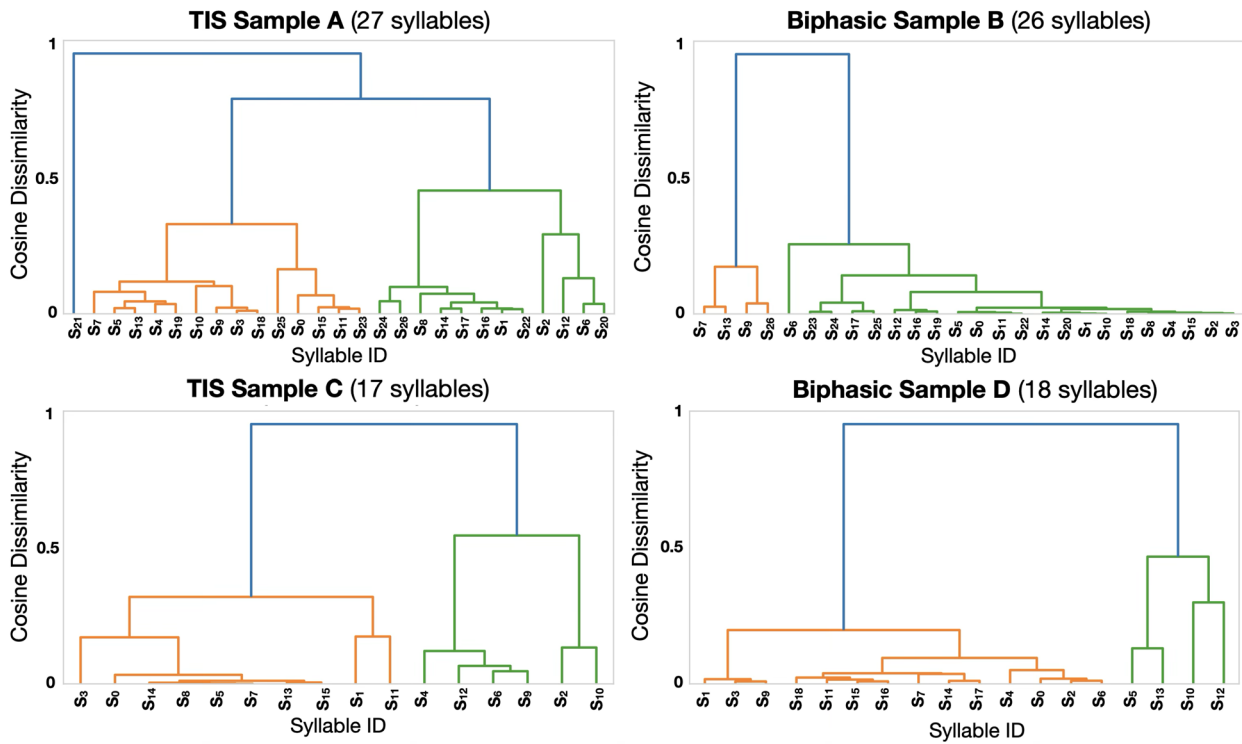 TIS Sample A (27 syllables)
1
0.5
0
Cosine Dissimilarity
S21 S7 S5 S13 S4 S19 S10 S9 S3 S18 S25 S0 S15 S11 S23 S24 S26 S8 S14 S17 S16 S1 S22 S2 S12 S6 S20
Syllable ID
Biphasic Sample B (26 syllables)
1
0.5
0
Cosine Dissimilarity
S7 S13 S9 S26 S6 S23 S24 S17 S25 S12 S16 S19 S5 S0 S11 S22 S14 S20 S1 S10 S18 S8 S4 S15 S2 S3
Syllable ID
TIS Sample C (17 syllables)
1
0.5
0
Cosine Dissimilarity
S3 S0 S14 S8 S5 S7 S13 S15 S1 S11 S4 S12 S6 S9 S2 S10
Syllable ID
Biphasic Sample D (18 syllables)
1
0.5
0
Cosine Dissimilarity
S1 S3 S9 S18 S11 S15 S16 S7 S14 S17 S4 S0 S2 S6 S5 S13 S10 S12
Syllable ID